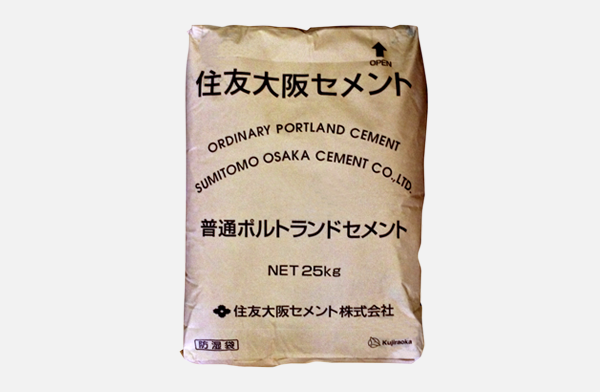 OPEN
住友大阪セメント
ORDINARY PORTLAND CEMENT
SUMITOMO OSAKA CEMENT CO.,LTD.
普通ポルトランドセメント
NET 25kg
住友大阪セメント株式会社
防湿袋
Kujiraoka